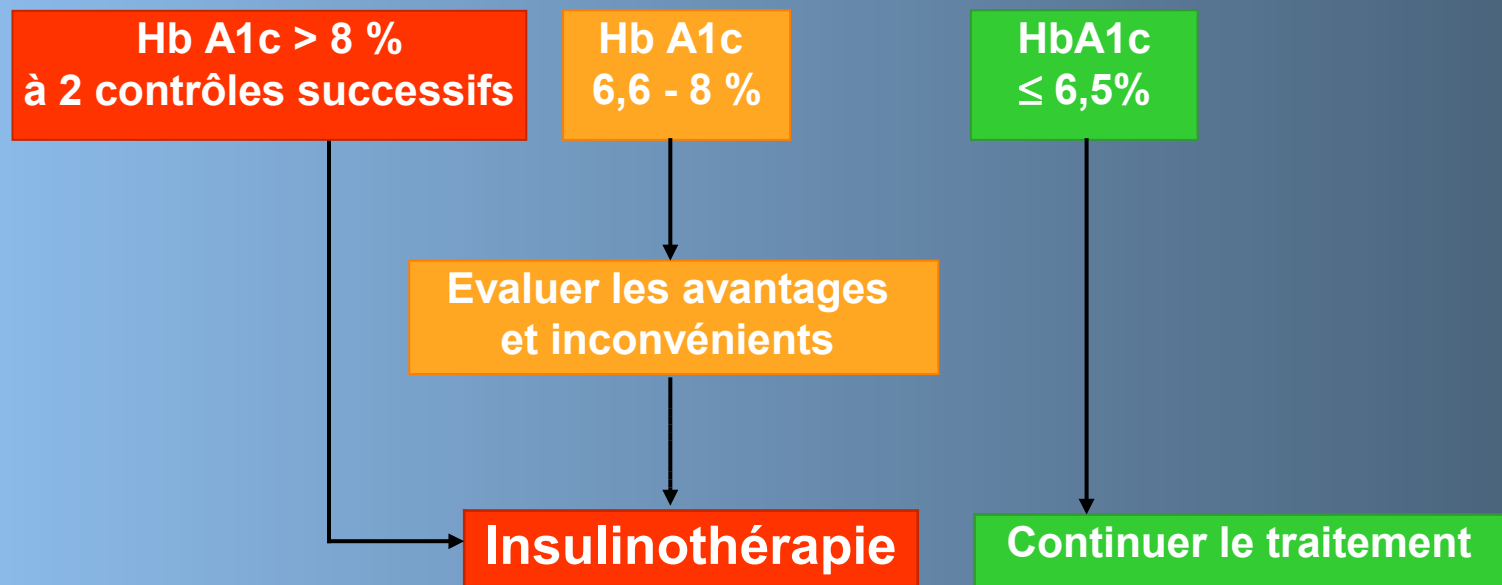 Hb A1c > 8 %
à 2 contrôles successifs
Hb A1c
6,6 - 8 %
HbA1c
≤ 6,5%
Evaluer les avantages
et inconvénients
Insulinothérapie
Continuer le traitement